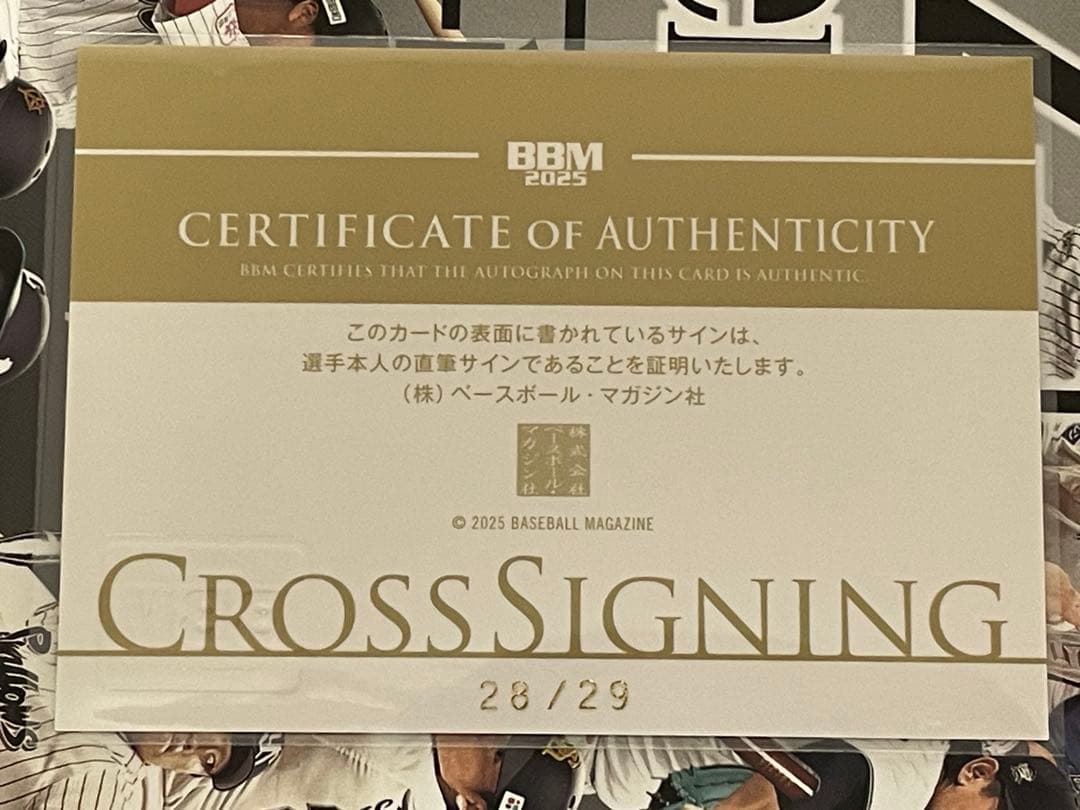 BBM
2025
CERTIFICATE OF AUTHENTICITY
BBM CERTIFIES THAT THE AUTOGRAPH ON THIS CARD IS AUTHENTIC.
このカードの表面に書かれているサインは、
選手本人の直筆サインであることを証明いたします。
(株)ベースボール・マガジン社
株式会社
ベースボール・
マガジン社
© 2025 BASEBALL MAGAZINE
CROSSSIGNING
28/29